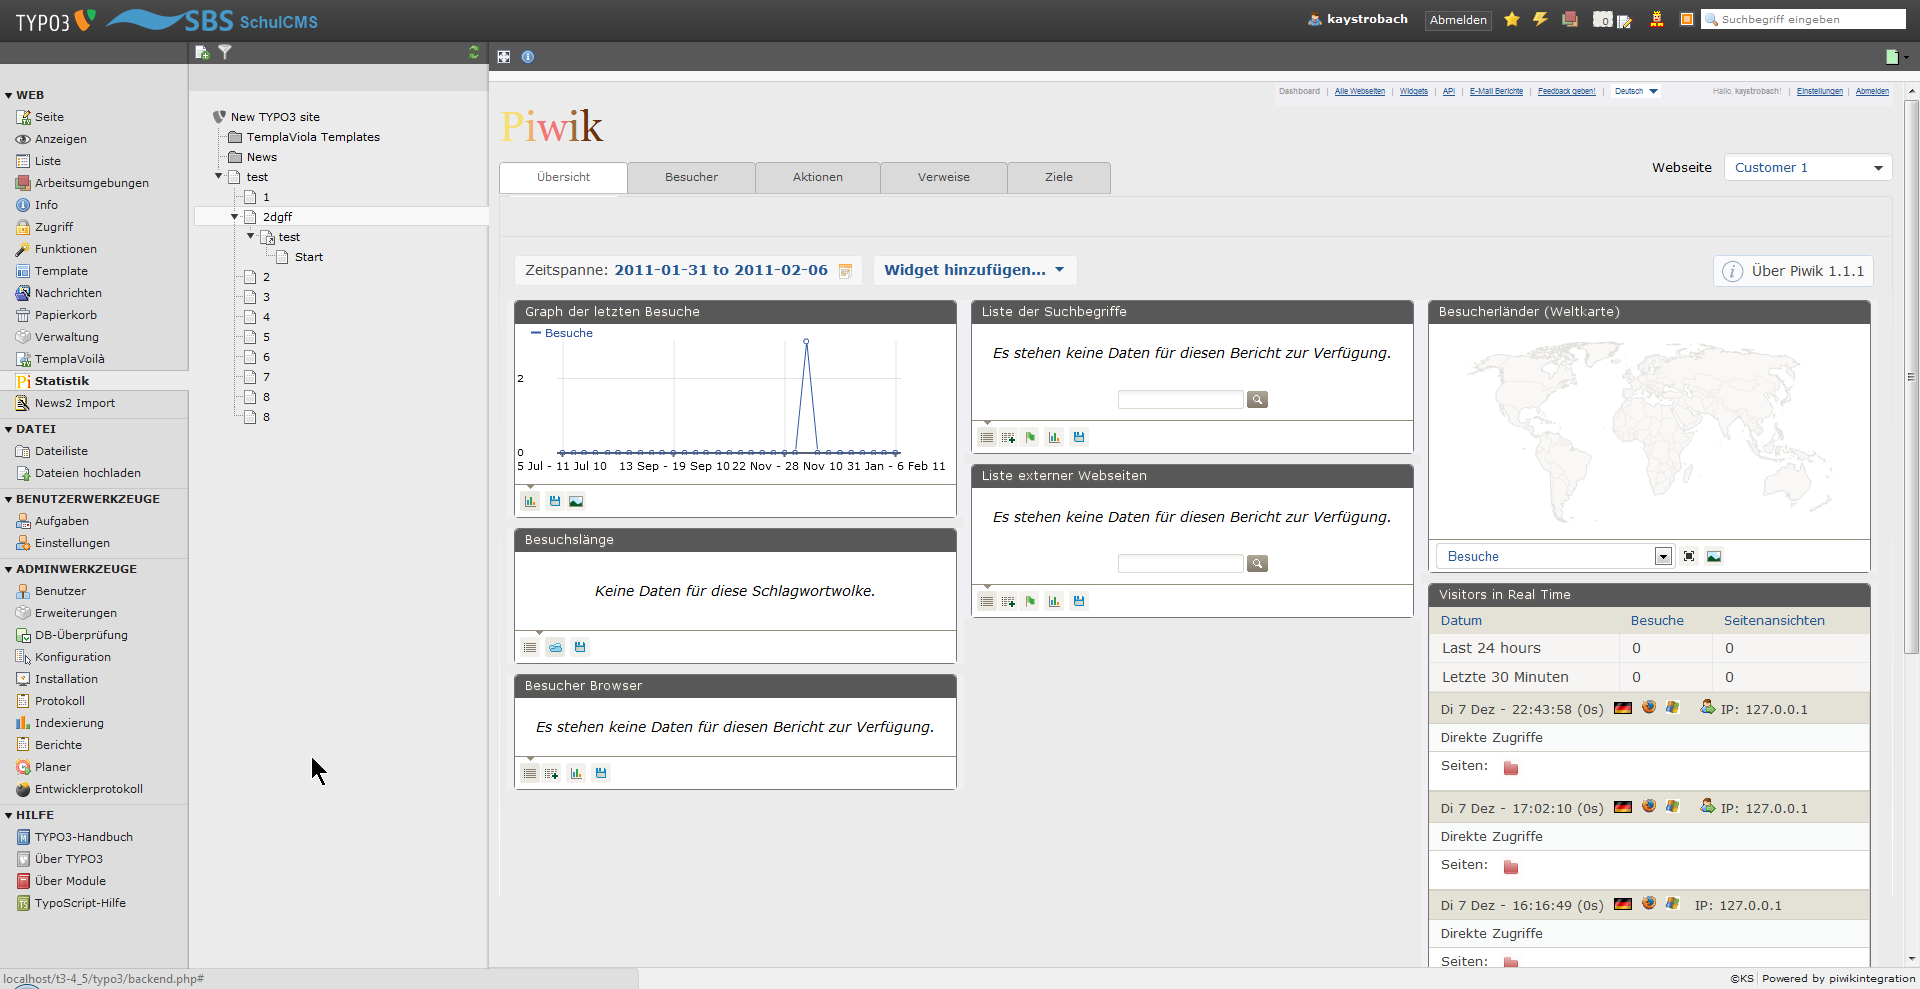 TYPO3 SBS SchulCMS
kaystrobach
Abmelden
0
Suchbegriff eingeben
WEB
Seite
Anzeigen
Liste
Arbeitsumgebungen
Info
Zugriff
Funktionen
Template
Nachrichten
Papierkorb
Verwaltung
TemplaVoilà
Pi Statistik
News2 Import
DATEI
Dateiliste
Dateien hochladen
BENUTZERWERKZEUGE
Aufgaben
Einstellungen
ADMINWERKZEUGE
Benutzer
Erweiterungen
DB-Überprüfung
Konfiguration
Installation
Protokoll
Indexierung
Berichte
Planer
Entwicklerprotokoll
HILFE
TYPO3-Handbuch
Über TYPO3
Über Module
TypoScript-Hilfe
New TYPO3 site
TemplaViola Templates
News
test
1
2dgff
test
Start
2
3
4
5
6
7
8
8
Dashboard | Alle Webseiten | Widgets | API | E-Mail Berichte | Feedback geben! | Deutsch
Hallo, kaystrobach! | Einstellungen | Abmelden
Piwik
Übersicht
Besucher
Aktionen
Verweise
Ziele
Webseite
Customer 1
Zeitspanne: 2011-01-31 to 2011-02-06
Widget hinzufügen...
Über Piwik 1.1.1
Graph der letzten Besuche
Besuche
2
0
5 Jul - 11 Jul 10 13 Sep - 19 Sep 10 22 Nov - 28 Nov 10 31 Jan - 6 Feb 11
Besuchslänge
Keine Daten für diese Schlagwortwolke.
Besucher Browser
Es stehen keine Daten für diesen Bericht zur Verfügung.
Liste der Suchbegriffe
Es stehen keine Daten für diesen Bericht zur Verfügung.
Liste externer Webseiten
Es stehen keine Daten für diesen Bericht zur Verfügung.
Besucherländer (Weltkarte)
Besuche
Visitors in Real Time
Datum Besuche Seitenansichten
Last 24 hours 0 0
Letzte 30 Minuten 0 0
Di 7 Dez - 22:43:58 (0s) IP: 127.0.0.1
Direkte Zugriffe
Seiten:
Di 7 Dez - 17:02:10 (0s) IP: 127.0.0.1
Direkte Zugriffe
Seiten:
Di 7 Dez - 16:16:49 (0s) IP: 127.0.0.1
Direkte Zugriffe
Seiten:
localhost/t3-4_5/typo3/backend.php#
©KS | Powered by piwikintegration